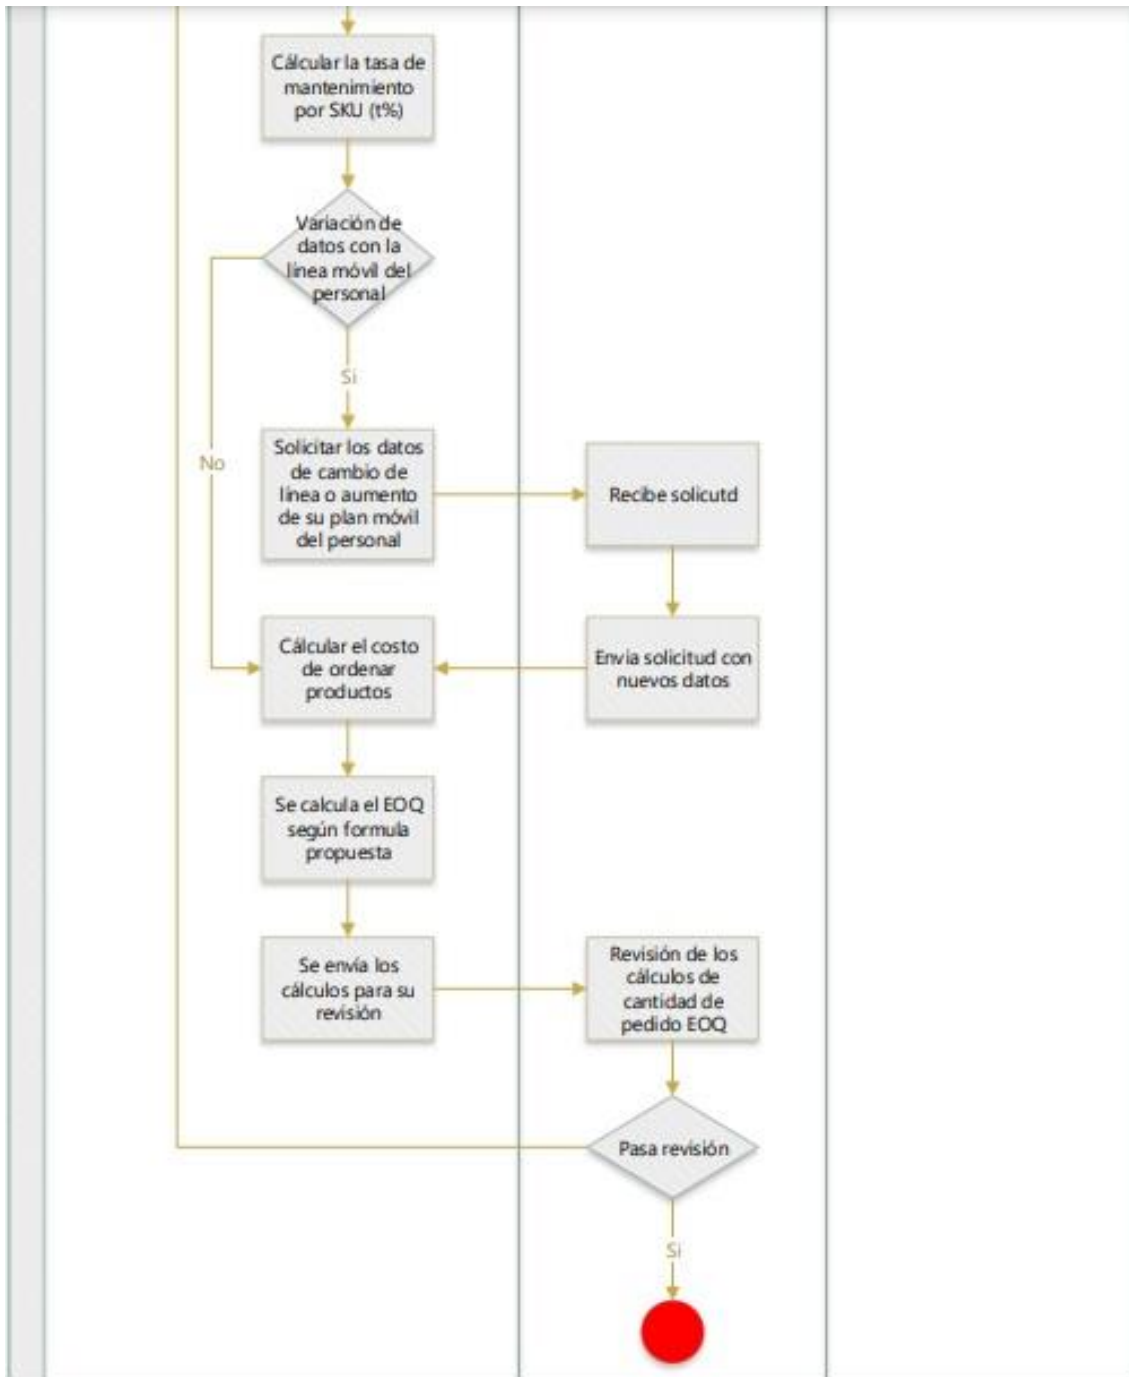 Cálcular la tasa de
mantenimiento
por SKU (t%)
Variación de
datos con la
línea móvil del
personal
Si
No
Solicitar los datos
de cambio de
línea o aumento
de su plan móvil
del personal
Recibe solicutd
Cálcular el costo
de ordenar
productos
Envia solicitud con
nuevos datos
Se calcula el EOQ
según formula
propuesta
Se envía los
cálculos para su
revisión
Revisión de los
cálculos de
cantidad de
pedido EOQ
Pasa revisión
Si